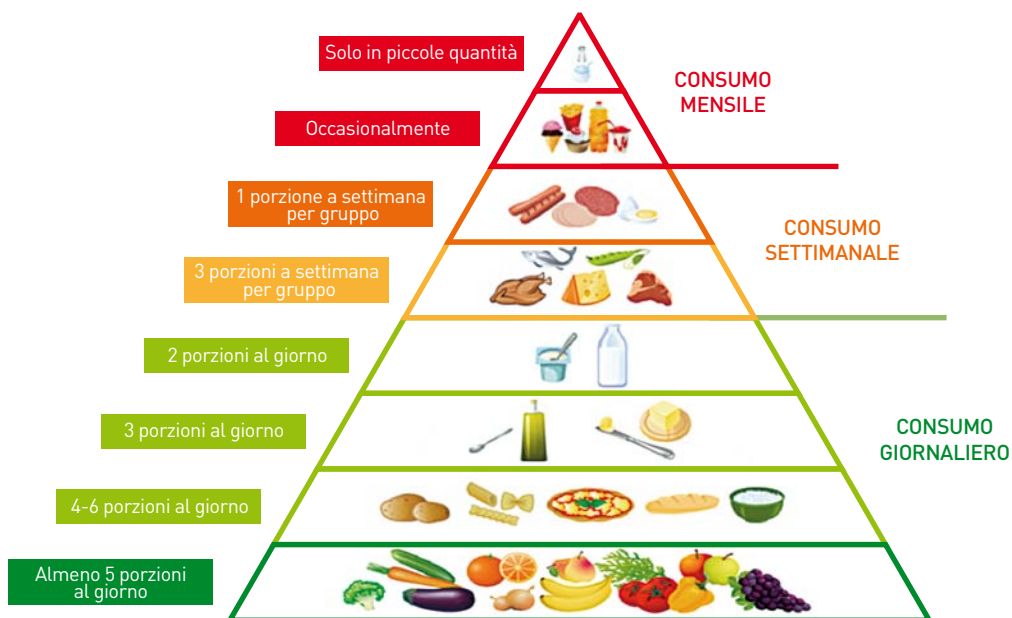 Solo in piccole quantità
CONSUMO
MENSILE
Occasionalmente
1 porzione a settimana
per gruppo
CONSUMO
SETTIMANALE
3 porzioni a settimana
per gruppo
2 porzioni al giorno
3 porzioni al giorno
CONSUMO
GIORNALIERO
4-6 porzioni al giorno
Almeno 5 porzioni
al giorno